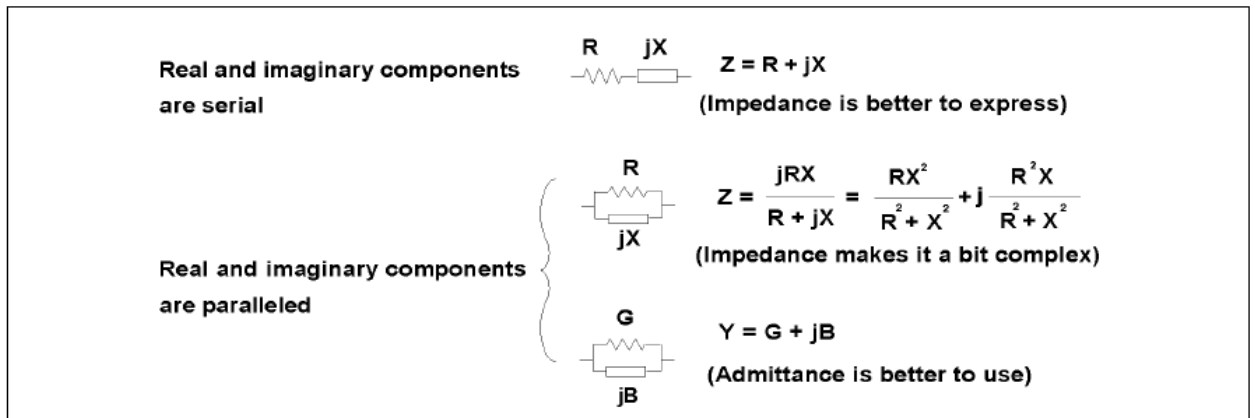 Real and imaginary components
are serial
R jX
Z = R + jX
(Impedance is better to express)
Real and imaginary components
are paralleled
R
jX
Z = jRX / R + jX = RX² / R² + X² + j R²X / R² + X²
(Impedance makes it a bit complex)
G
jB
Y = G + jB
(Admittance is better to use)